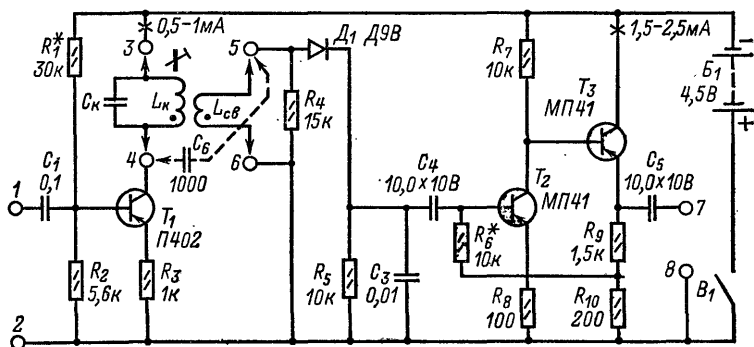 0,5-1мА
1,5-2,5мА
R1*
30к
3
5
Д1 Д9В
R7
10к
Б1
4,5В
Cк
Lк
Lсв
R4
15к
T3
МП41
4
C6
1000
6
C1
0,1
1
T1
П402
C4
10,0×10В
T2
МП41
C5
10,0×10В
7
R2
5,6к
R3
1к
R5
10к
C3
0,01
R6*
10к
R9
1,5к
R8
100
R10
200
8
В1
2